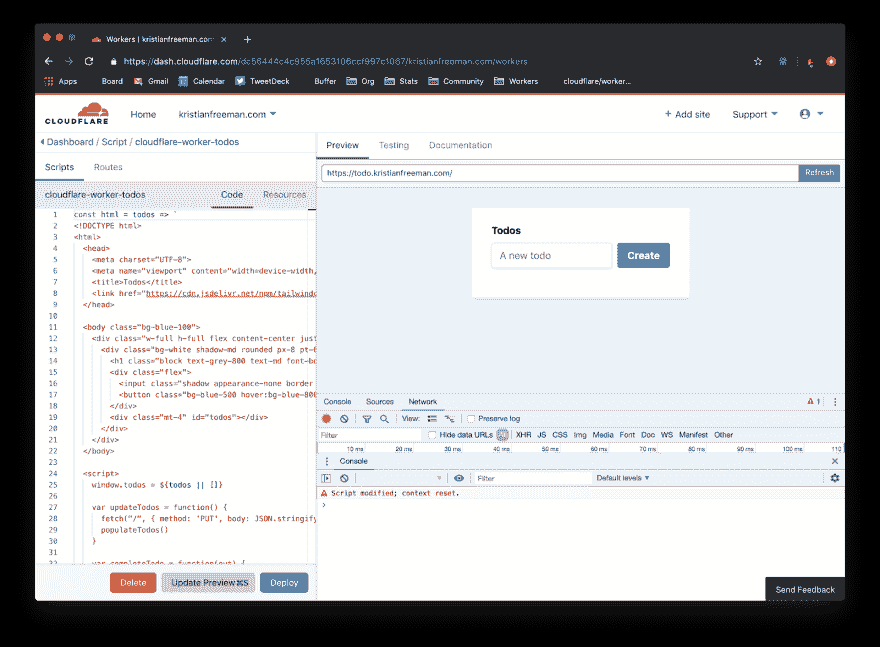 Workers | kristianfreeman.com
https://dash.cloudflare.com/dc56444c4c956a1653106ccf997c1067/kristianfreeman.com/workers
Apps Board Gmail Calendar TweetDeck Buffer Org Stats Community Workers cloudflare/worker...
CLOUDFLARE Home kristianfreeman.com + Add site Support
Dashboard / Script / cloudflare-worker-todos
Scripts Routes
cloudflare-worker-todos Code Resources
1 const html = todos => `
2 <!DOCTYPE html>
3 <html>
4 <head>
5 <meta charset="UTF-8">
6 <meta name="viewport" content="width=device-width,
7 <title>Todos</title>
8 <link href="https://cdn.jsdelivr.net/npm/tailwind
9 </head>
10
11 <body class="bg-blue-100">
12 <div class="w-full h-full flex content-center jus
13 <div class="bg-white shadow-md rounded px-8 pt-6
14 <h1 class="block text-grey-800 text-md font-bo
15 <div class="flex">
16 <input class="shadow appearance-none border
17 <button class="bg-blue-500 hover:bg-blue-800
18 </div>
19 <div class="mt-4" id="todos"></div>
20 </div>
21 </div>
22 </body>
23
24 <script>
25 window.todos = ${todos || []}
26
27 var updateTodos = function() {
28 fetch("/", { method: 'PUT', body: JSON.stringify
29 populateTodos()
30 }
31
32 var completeTodo = function(evt) {
Delete Update Preview⌘S Deploy
Preview Testing Documentation
https://todo.kristianfreeman.com/ Refresh
Todos
A new todo Create
Console Sources Network 1
View: Preserve log
Filter Hide data URLs All XHR JS CSS Img Media Font Doc WS Manifest Other
10 ms 20 ms 30 ms 40 ms 50 ms 60 ms 70 ms 80 ms 90 ms 100 ms 110
Console
Filter Default levels
Script modified; context reset.
Send Feedback